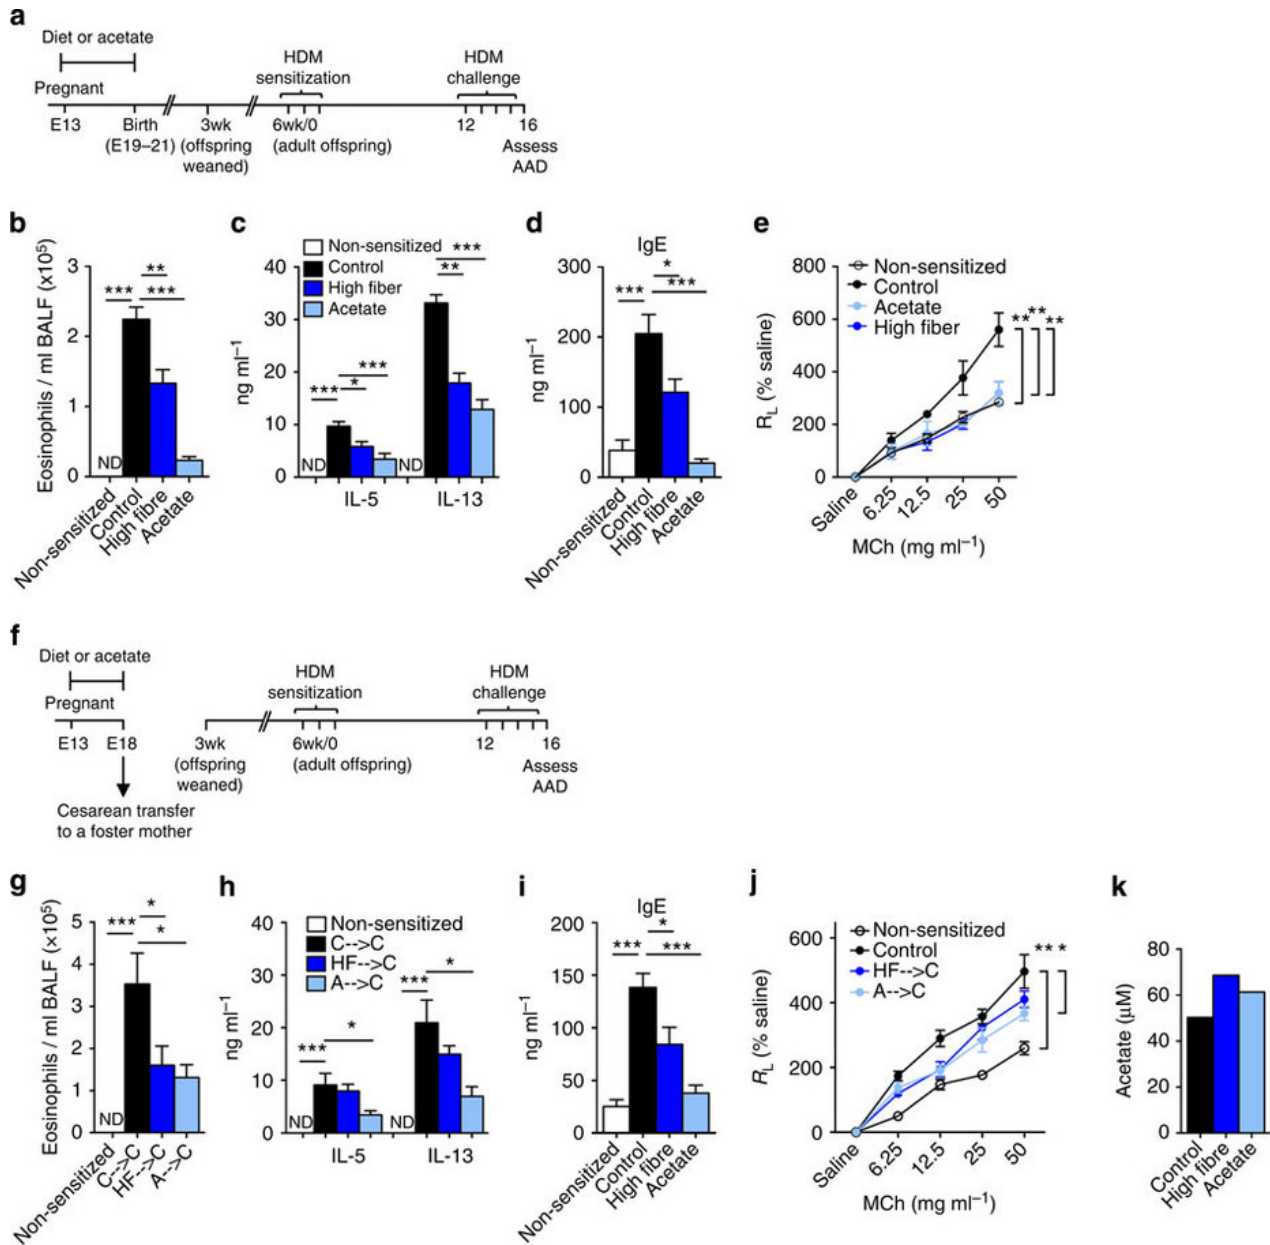 a
Diet or acetate
Pregnant
HDM
sensitization
HDM
challenge
E13
Birth
(E19–21)
3wk
(offspring
weaned)
6wk/0
(adult offspring)
12
16
Assess
AAD
b
Eosinophils / ml BALF (x10⁵)
3
2
1
0
***
**
***
ND
Non-sensitized
Control
High fibre
Acetate
c
ng ml⁻¹
40
30
20
10
0
Non-sensitized
Control
High fiber
Acetate
***
*
***
**
***
ND
ND
IL-5
IL-13
d
IgE
ng ml⁻¹
300
200
100
0
***
*
***
Non-sensitized
Control
High fibre
Acetate
e
R_L (% saline)
800
600
400
200
0
Non-sensitized
Control
Acetate
High fiber
**
**
**
Saline
6.25
12.5
25
50
MCh (mg ml⁻¹)
f
Diet or acetate
Pregnant
HDM
sensitization
HDM
challenge
E13
E18
3wk
(offspring
weaned)
6wk/0
(adult offspring)
12
16
Assess
AAD
Cesarean transfer
to a foster mother
g
Eosinophils / ml BALF (×10⁵)
5
4
3
2
1
0
***
*
*
ND
Non-sensitized
C-->C
HF-->C
A-->C
h
ng ml⁻¹
40
30
20
10
0
Non-sensitized
C-->C
HF-->C
A-->C
***
*
***
*
ND
ND
IL-5
IL-13
i
IgE
ng ml⁻¹
200
150
100
50
0
***
*
***
Non-sensitized
Control
High fibre
Acetate
j
R_L (% saline)
600
400
200
0
Non-sensitized
Control
HF-->C
A-->C
**
*
Saline
6.25
12.5
25
50
MCh (mg ml⁻¹)
k
Acetate (μM)
80
60
40
20
0
Control
High fibre
Acetate